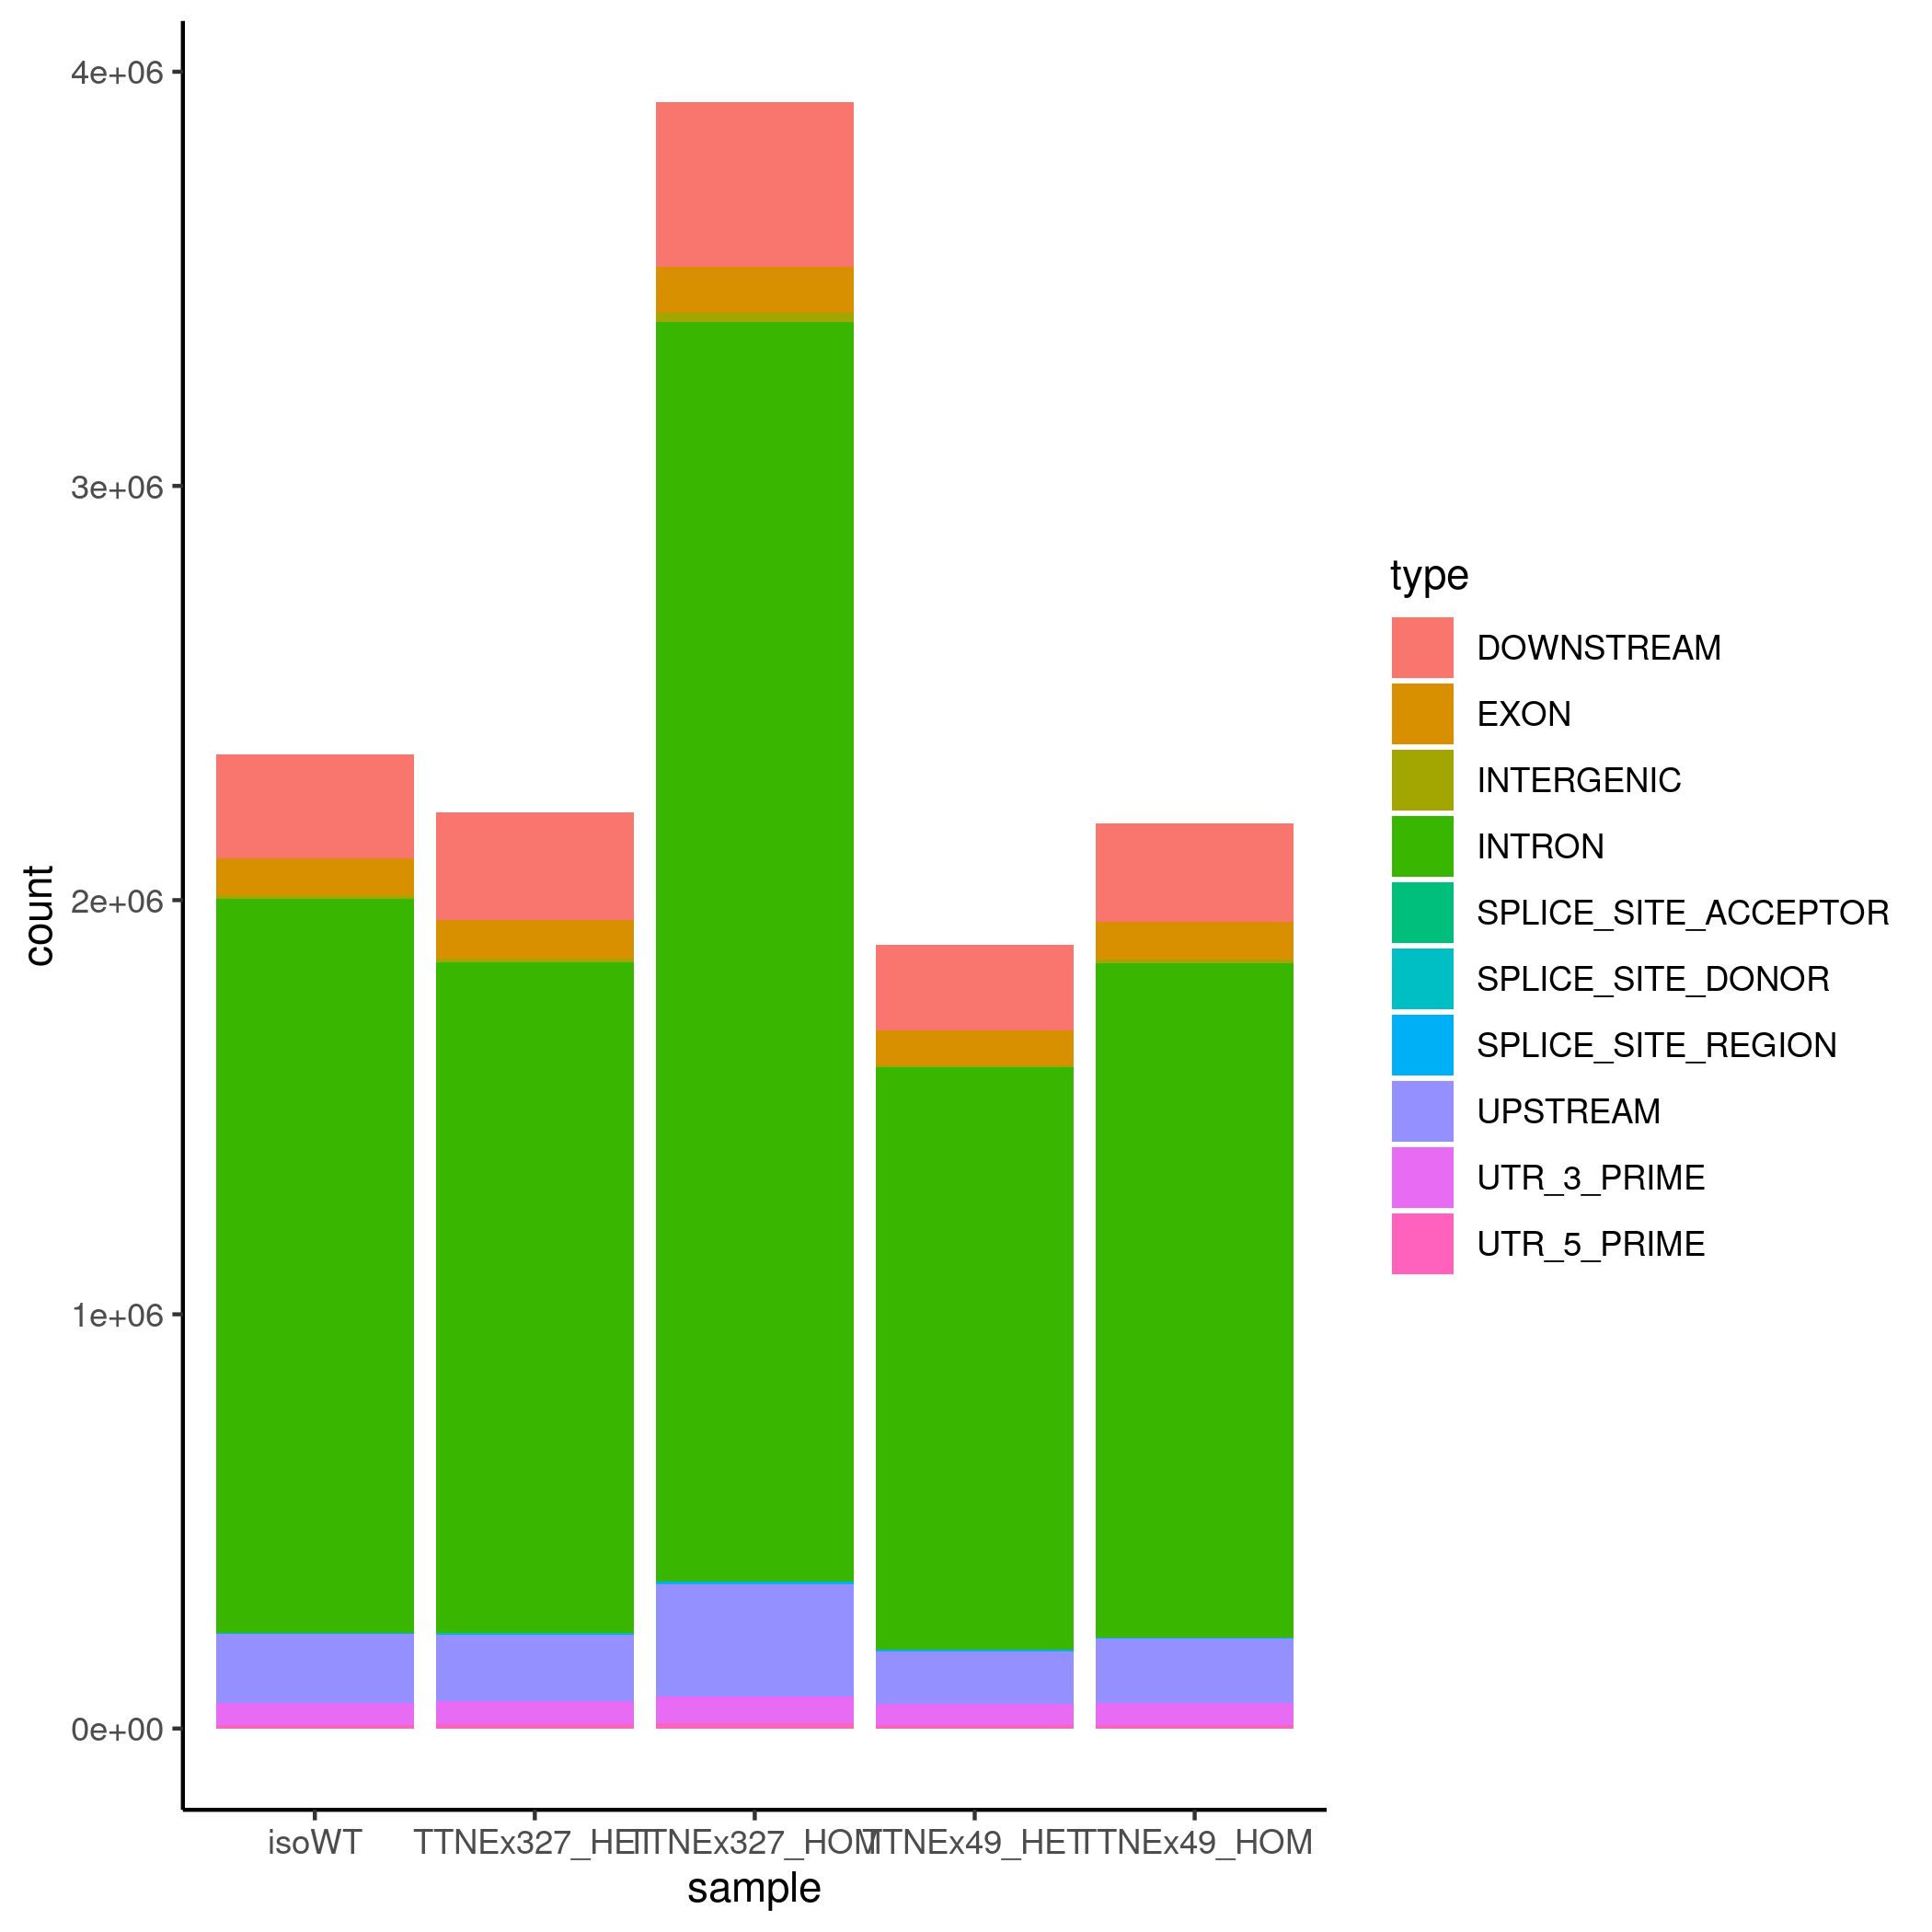 4e+06
3e+06
2e+06
1e+06
0e+00
count
isoWT TTNEx327_HET TTNEx327_HOM TTNEx49_HET TTNEx49_HOM
sample
type
DOWNSTREAM
EXON
INTERGENIC
INTRON
SPLICE_SITE_ACCEPTOR
SPLICE_SITE_DONOR
SPLICE_SITE_REGION
UPSTREAM
UTR_3_PRIME
UTR_5_PRIME